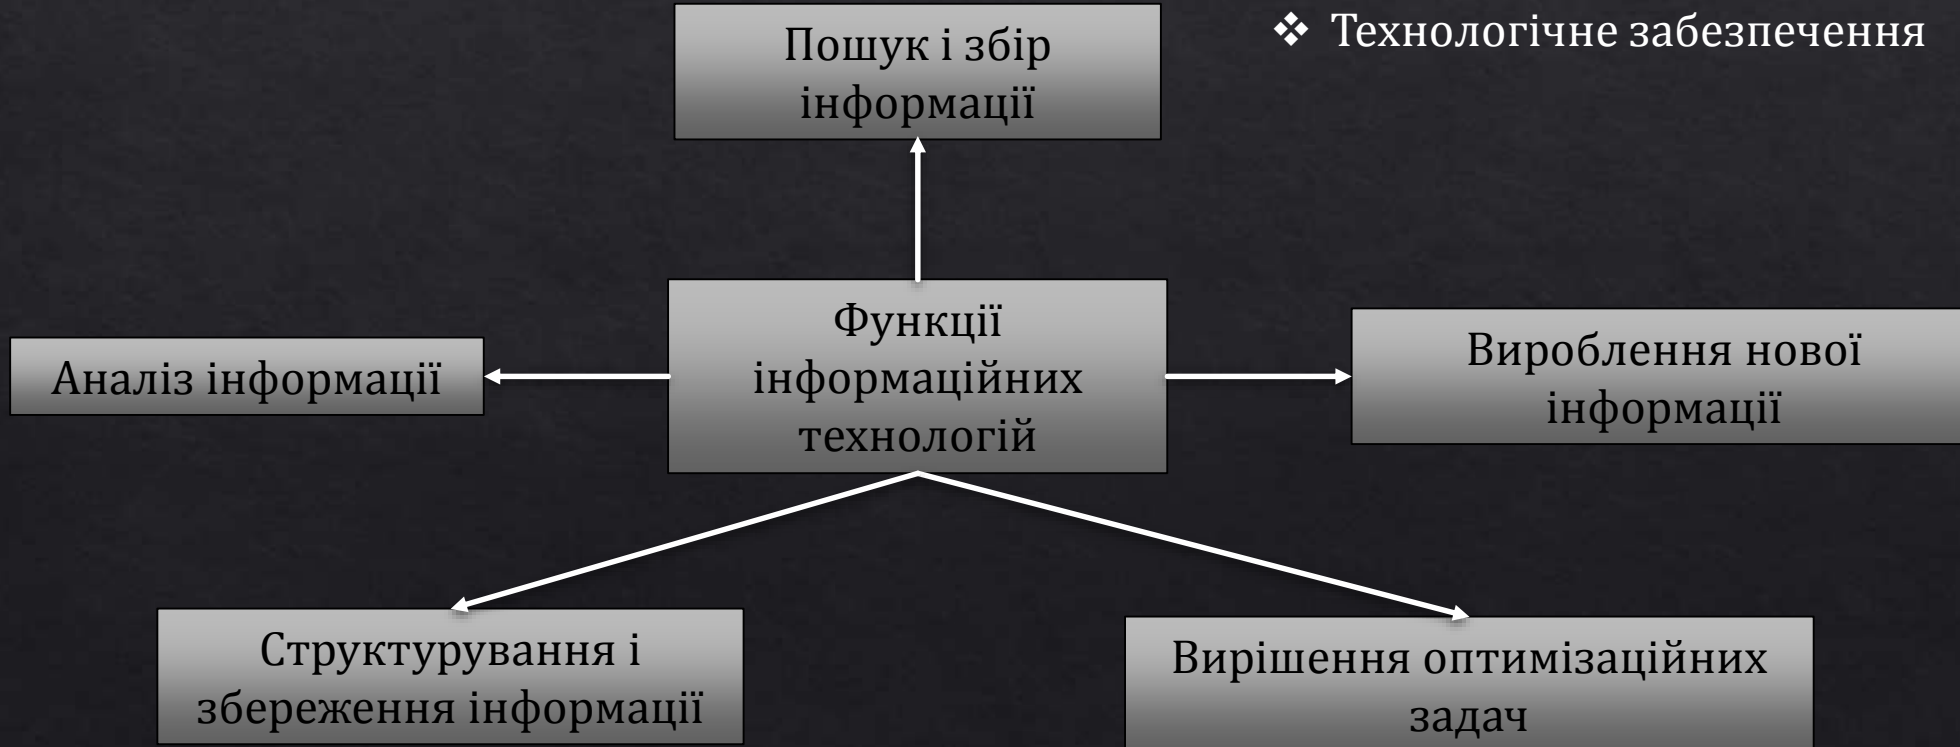 ❖ Технологічне забезпечення
Пошук і збір
інформації
Функції
інформаційних
технологій
Аналіз інформації
Вироблення нової
інформації
Структурування і
збереження інформації
Вирішення оптимізаційних
задач